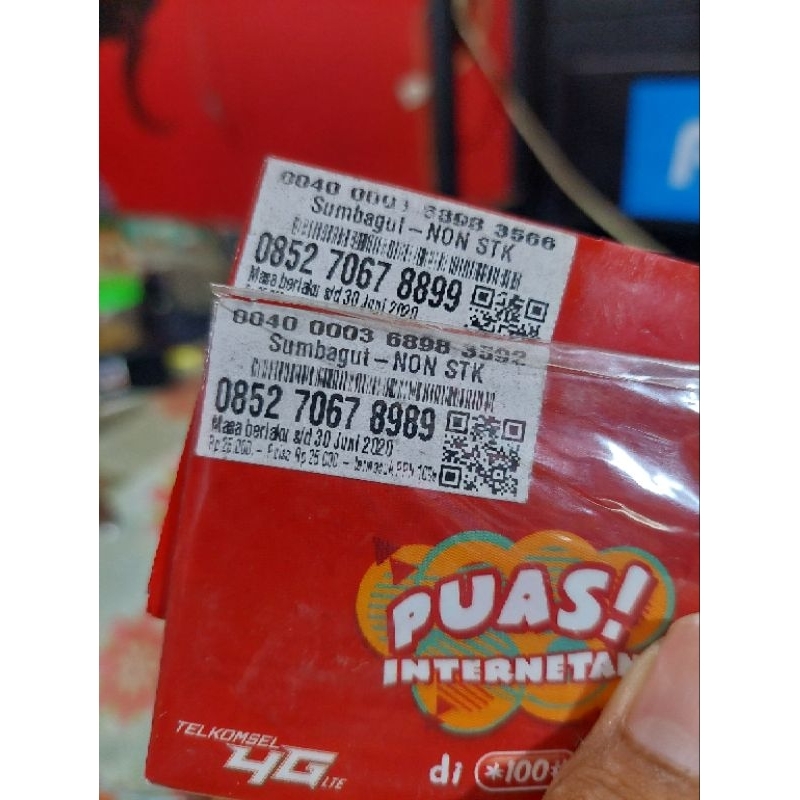 Sumbagut - NON STK
0852 7067 8899
Masa berlaku s/d 30 Juni 2020
0040 0003 6898 3592
Sumbagut - NON STK
0852 7067 8989
Masa berlaku s/d 30 Juni 2020
PUAS!
INTERNETAN
TELKOMSEL
4G LTE
di *100#